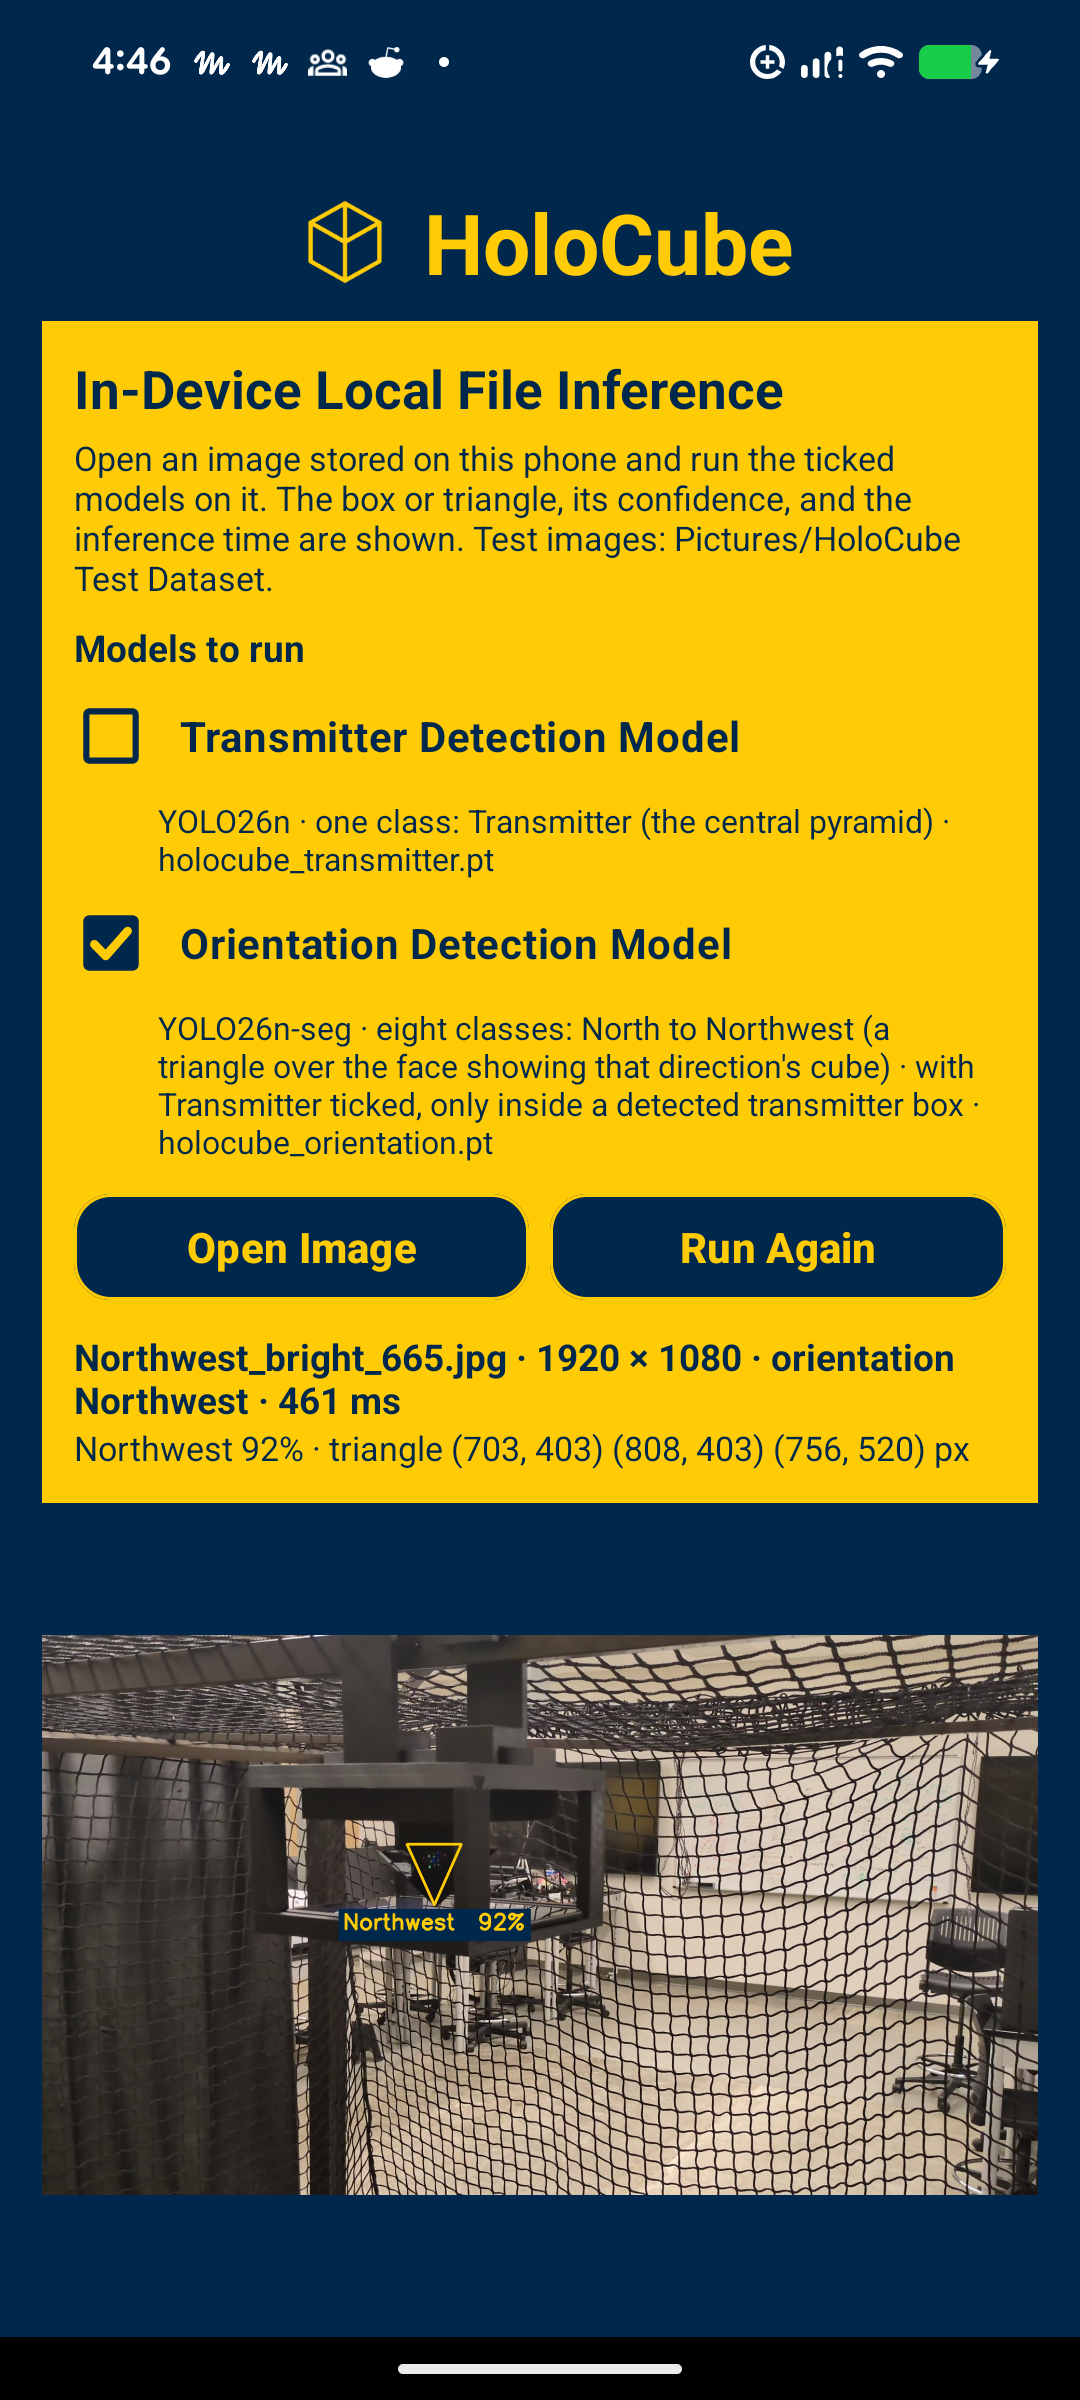 4:46
HoloCube
In-Device Local File Inference
Open an image stored on this phone and run the ticked
models on it. The box or triangle, its confidence, and the
inference time are shown. Test images: Pictures/HoloCube
Test Dataset.
Models to run
Transmitter Detection Model
YOLO26n · one class: Transmitter (the central pyramid) ·
holocube_transmitter.pt
Orientation Detection Model
YOLO26n-seg · eight classes: North to Northwest (a
triangle over the face showing that direction's cube) · with
Transmitter ticked, only inside a detected transmitter box ·
holocube_orientation.pt
Open Image
Run Again
Northwest_bright_665.jpg · 1920 × 1080 · orientation
Northwest · 461 ms
Northwest 92% · triangle (703, 403) (808, 403) (756, 520) px
Northwest 92%